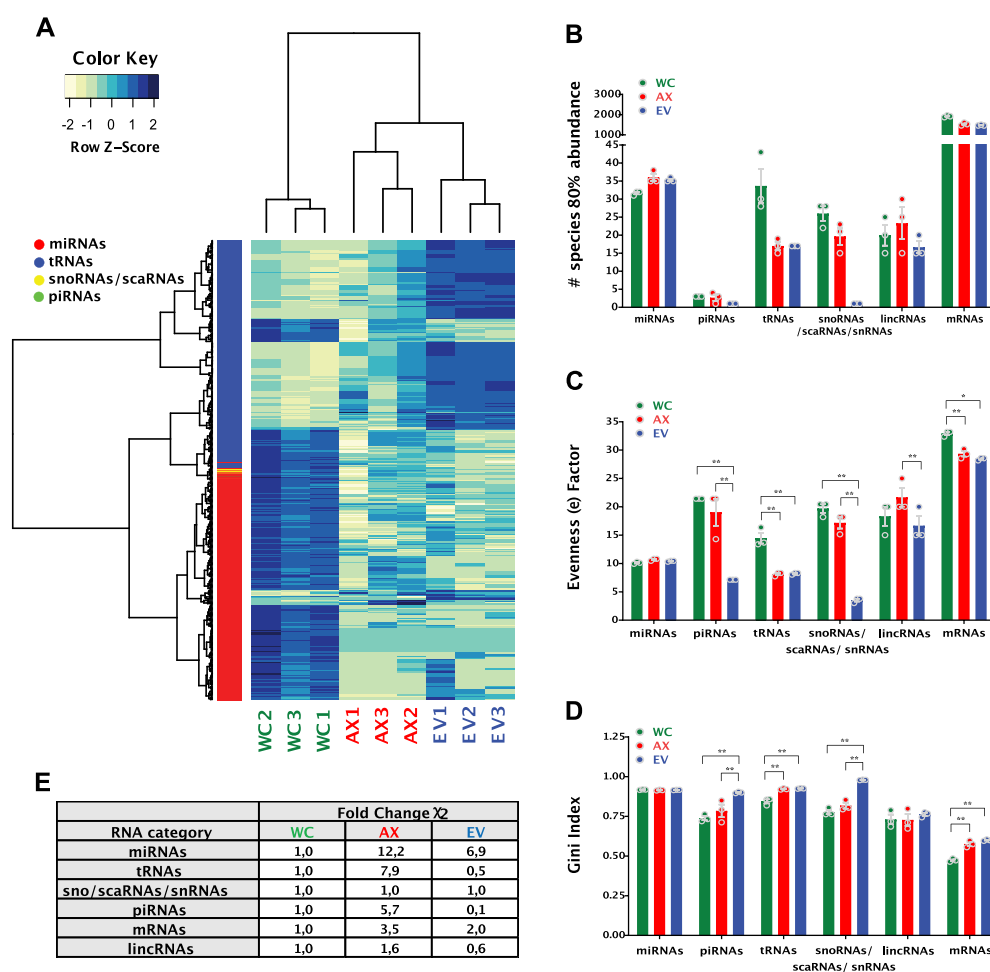 A
Color Key
-2 -1 0 1 2
Row Z-Score
miRNAs
tRNAs
snoRNAs/scaRNAs
piRNAs
WC2 WC3 WC1 AX1 AX3 AX2 EV1 EV2 EV3
B
WC
AX
EV
# species 80% abundance
3000
2000
1000
45
40
35
30
25
20
15
10
5
0
miRNAs piRNAs tRNAs snoRNAs lincRNAs mRNAs
/scaRNAs/snRNAs
C
WC
AX
EV
Evenness (e) Factor
40
35
30
25
20
15
10
5
0
** ** ** ** ** ** ** ** *
miRNAs piRNAs tRNAs snoRNAs/ lincRNAs mRNAs
scaRNAs/ snRNAs
D
WC
AX
EV
Gini Index
1.25
1.00
0.75
0.50
0.25
0.00
** ** ** ** ** ** ** **
miRNAs piRNAs tRNAs snoRNAs/ lincRNAs mRNAs
scaRNAs/ snRNAs
E
Fold Change χ2
RNA category WC AX EV
miRNAs 1,0 12,2 6,9
tRNAs 1,0 7,9 0,5
sno/scaRNAs/snRNAs 1,0 1,0 1,0
piRNAs 1,0 5,7 0,1
mRNAs 1,0 3,5 2,0
lincRNAs 1,0 1,6 0,6